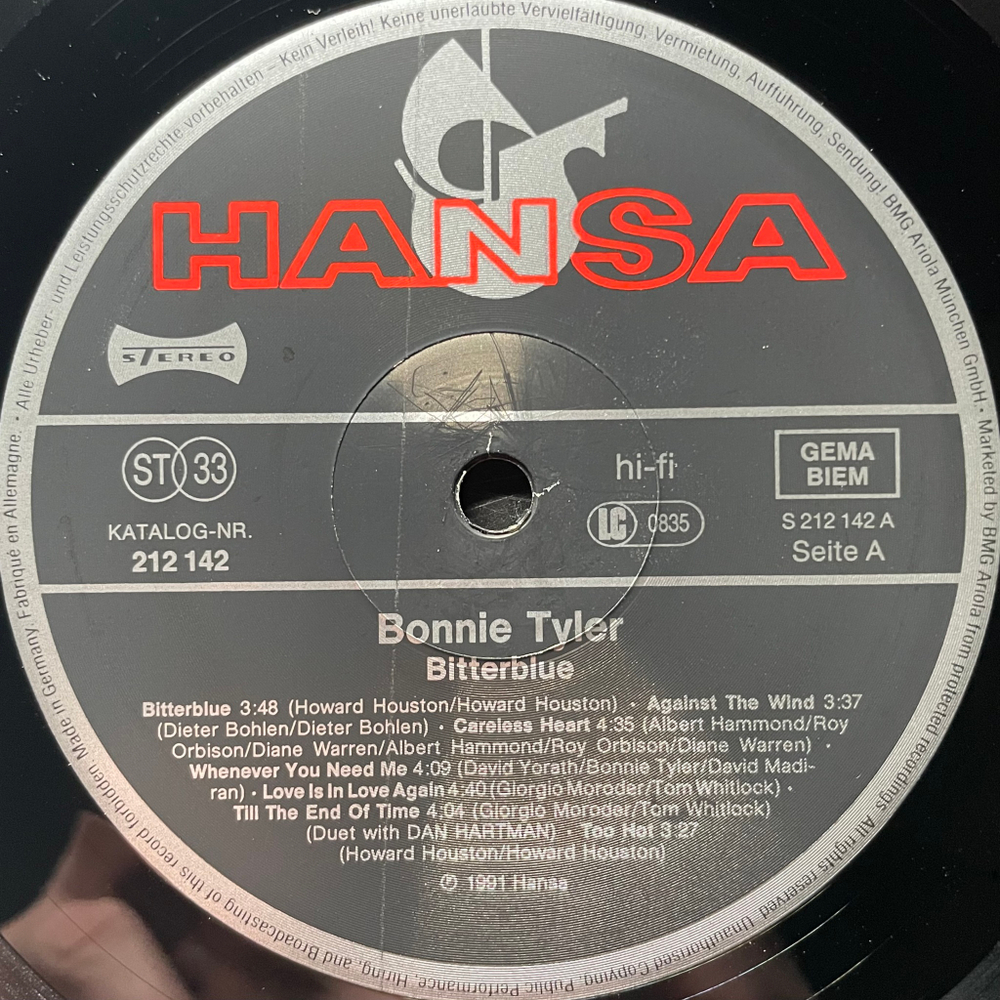 Alle Urheber- und Leistungsschutzrechte vorbehalten – Kein Verleih! Keine unerlaubte Vervielfältigung, Vermietung, Aufführung, Sendung! BMG Ariola München GmbH • Marketed by BMG Ariola from protected recordings. All rights reserved. Unauthorised Copying, Public Performance, Hiring, and Broadcasting of this record forbidden. Made in Germany. Fabriqué en Allemagne. •
HANSA
STEREO
ST 33
KATALOG-NR.
212 142
hi-fi
LC 0835
GEMA
BIEM
S 212 142 A
Seite A
Bonnie Tyler
Bitterblue
Bitterblue 3:48 (Howard Houston/Howard Houston) · Against The Wind 3:37
(Dieter Bohlen/Dieter Bohlen) · Careless Heart 4:35 (Albert Hammond/Roy
Orbison/Diane Warren/Albert Hammond/Roy Orbison/Diane Warren) ·
Whenever You Need Me 4:09 (David Yorath/Bonnie Tyler/David Madi-
ran) · Love Is In Love Again 4:40 (Giorgio Moroder/Tom Whitlock) ·
Till The End Of Time 4:04 (Giorgio Moroder/Tom Whitlock)
(Duet with DAN HARTMAN) · Too Hot 3:27
(Howard Houston/Howard Houston)
℗ 1991 Hansa